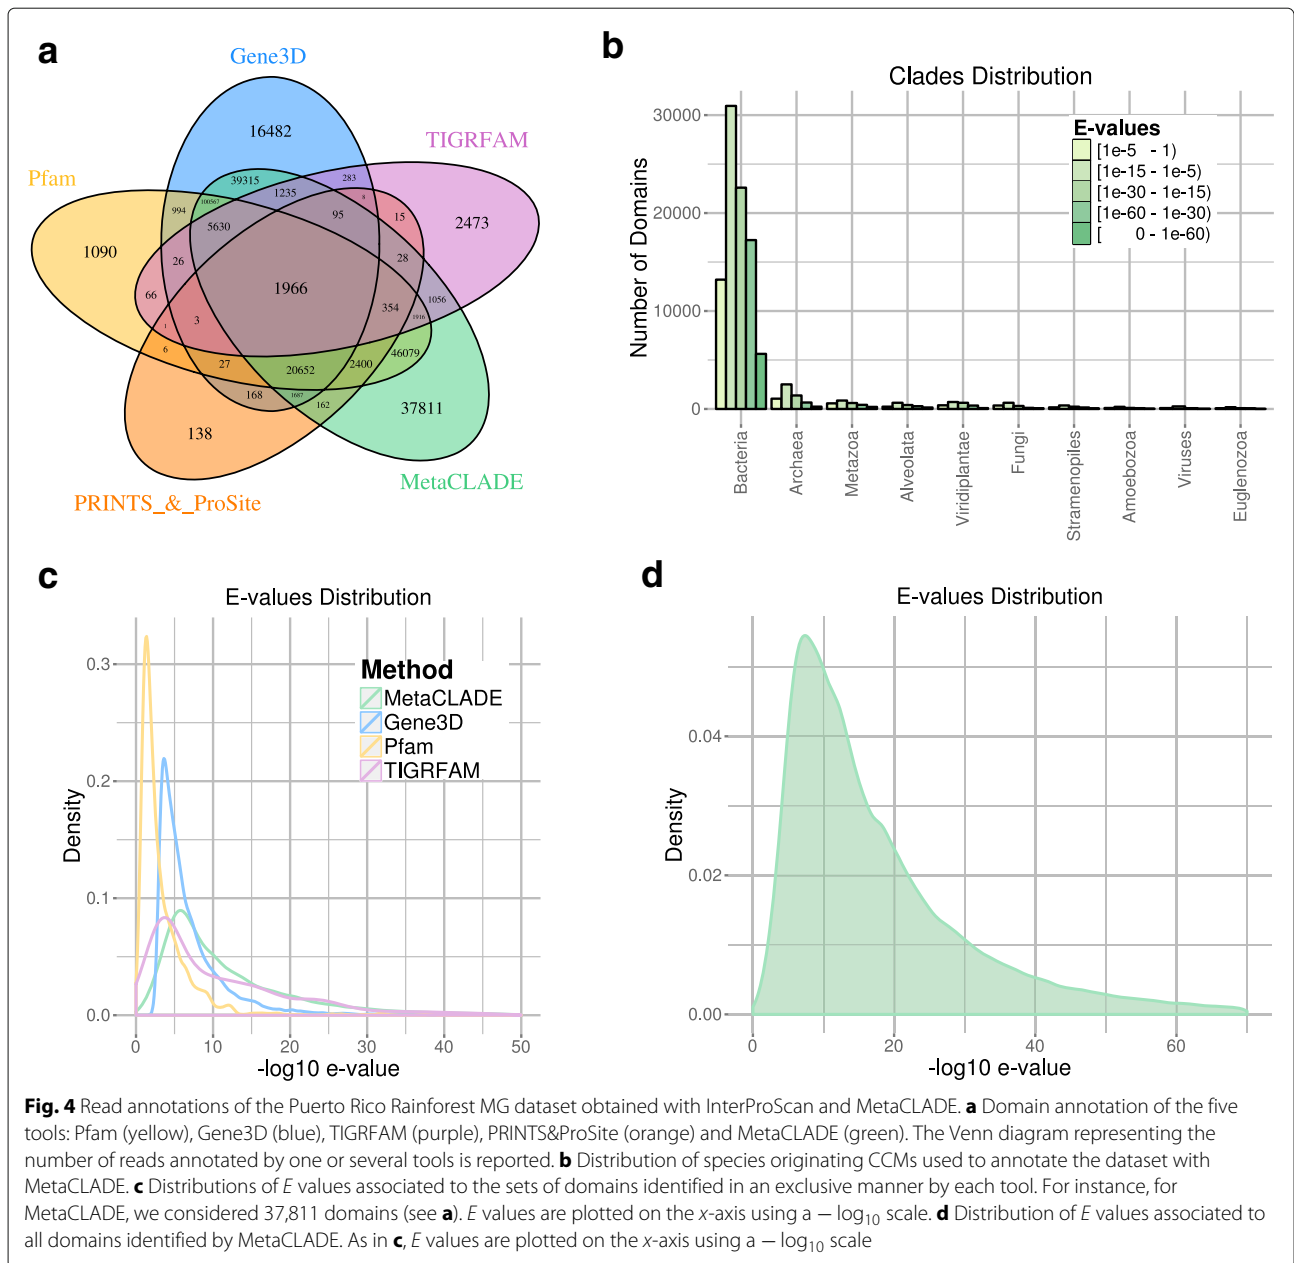 a
Gene3D
TIGRFAM
Pfam
PRINTS_&_ProSite
MetaCLADE
16482
39315
1235
283
8
15
2473
994
100567
5630
95
1090
26
28
66
1966
1056
354
1916
1
3
6
27
20652
2400
46079
168
1687
162
37811
138
b
Clades Distribution
Number of Domains
30000
20000
10000
0
E-values
[1e-5 - 1)
[1e-15 - 1e-5)
[1e-30 - 1e-15)
[1e-60 - 1e-30)
[ 0 - 1e-60)
Bacteria
Archaea
Metazoa
Alveolata
Viridiplantae
Fungi
Stramenopiles
Amoebozoa
Viruses
Euglenozoa
c
E-values Distribution
Density
0.3
0.2
0.1
0.0
Method
MetaCLADE
Gene3D
Pfam
TIGRFAM
0 10 20 30 40 50
-log10 e-value
d
E-values Distribution
Density
0.04
0.02
0.00
0 20 40 60
-log10 e-value
Fig. 4 Read annotations of the Puerto Rico Rainforest MG dataset obtained with InterProScan and MetaCLADE. a Domain annotation of the five
tools: Pfam (yellow), Gene3D (blue), TIGRFAM (purple), PRINTS&ProSite (orange) and MetaCLADE (green). The Venn diagram representing the
number of reads annotated by one or several tools is reported. b Distribution of species originating CCMs used to annotate the dataset with
MetaCLADE. c Distributions of E values associated to the sets of domains identified in an exclusive manner by each tool. For instance, for
MetaCLADE, we considered 37,811 domains (see a). E values are plotted on the x-axis using a − log10 scale. d Distribution of E values associated to
all domains identified by MetaCLADE. As in c, E values are plotted on the x-axis using a − log10 scale